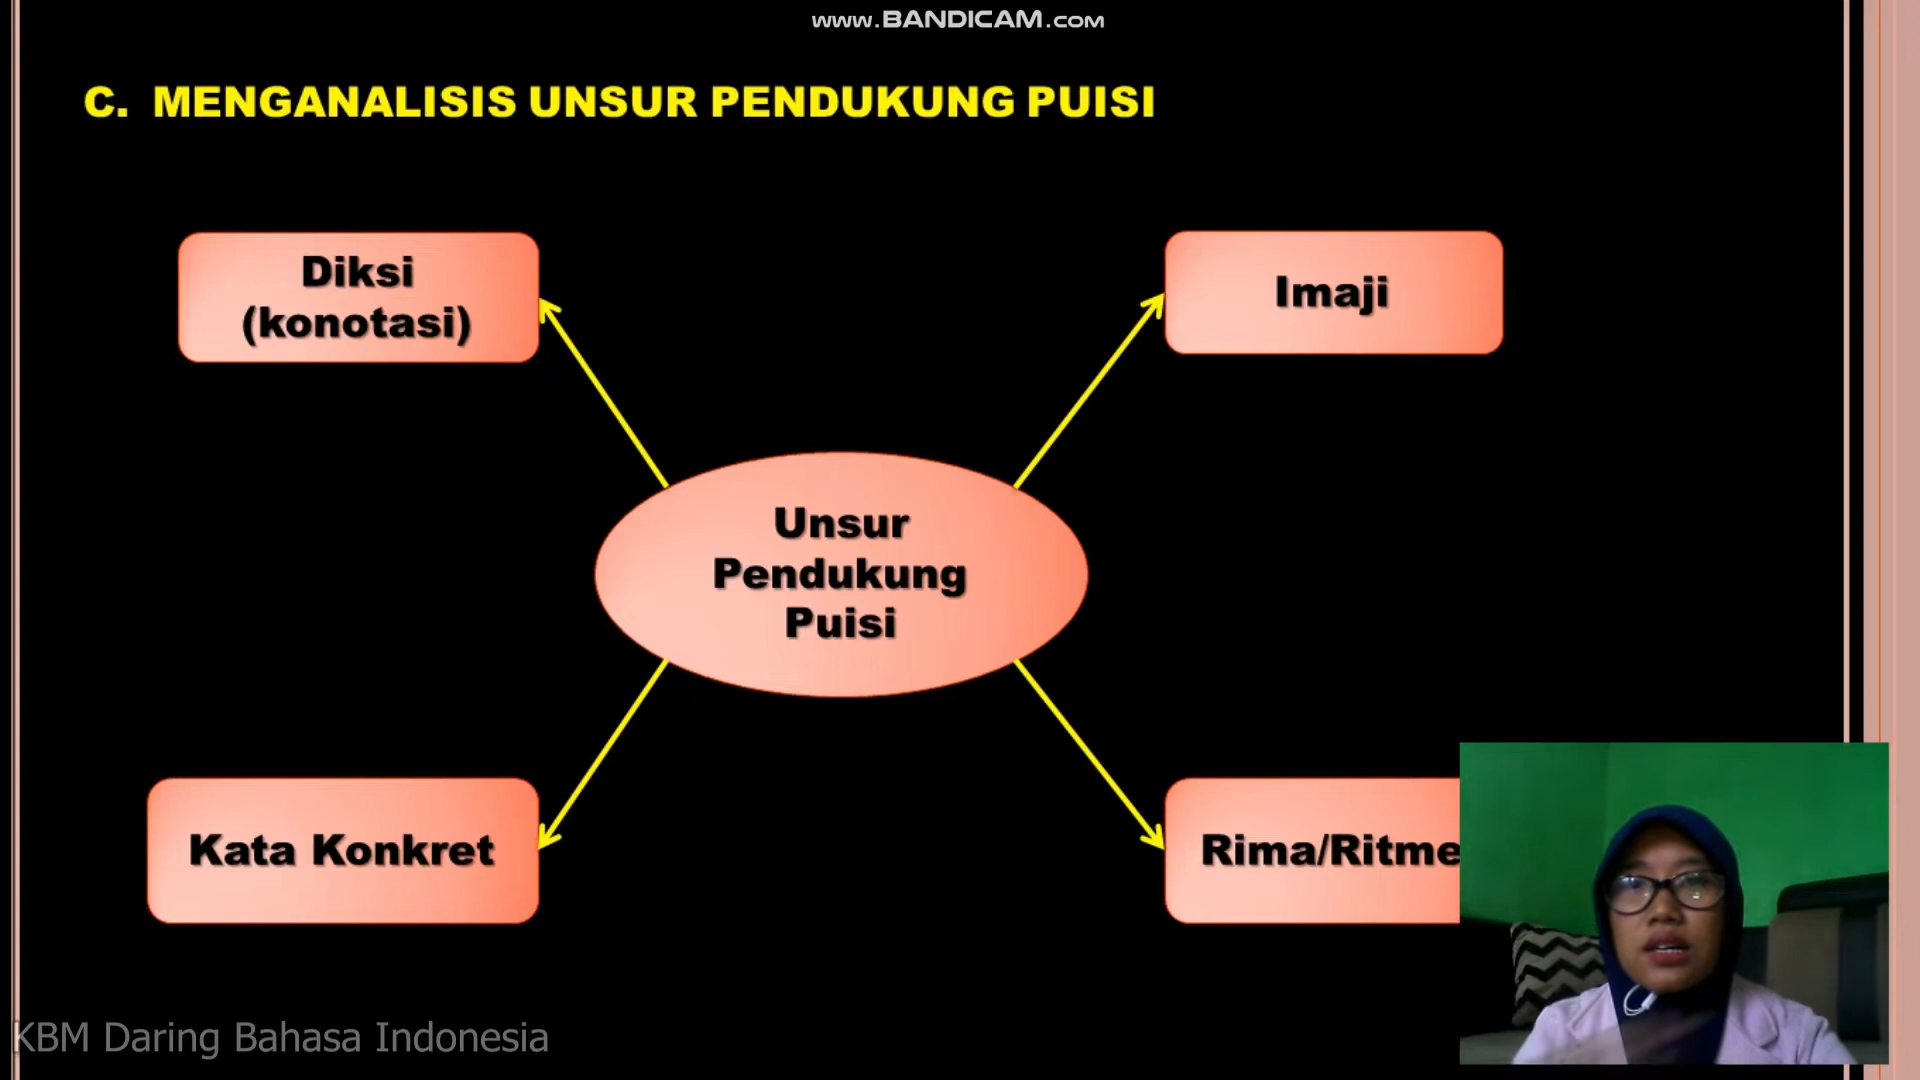 www.BANDICAM.com
C. MENGANALISIS UNSUR PENDUKUNG PUISI
Diksi
(konotasi)
Imaji
Unsur
Pendukung
Puisi
Kata Konkret
Rima/Ritme
KBM Daring Bahasa Indonesia